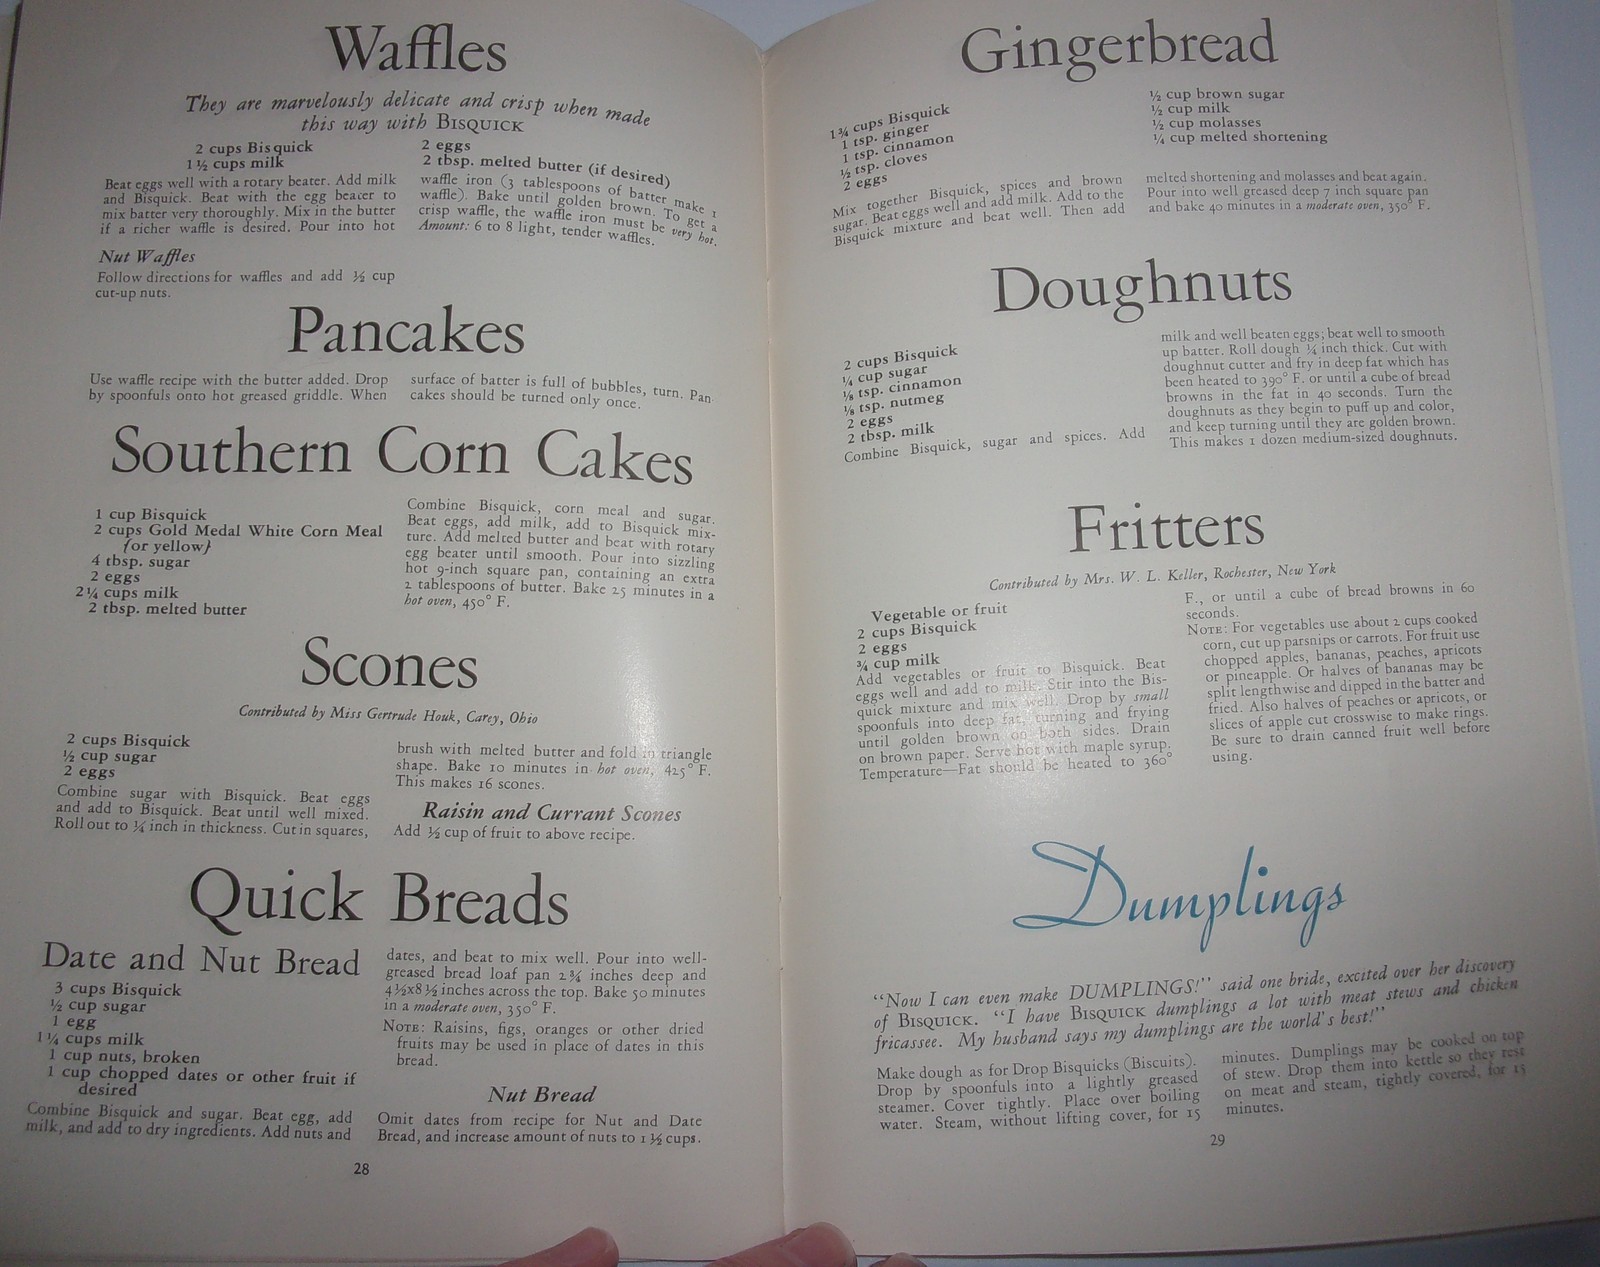 Waffles
They are marvelously delicate and crisp when made
this way with BISQUICK
2 cups Bisquick
1½ cups milk
2 eggs
2 tbsp. melted butter (if desired)
Beat eggs well with a rotary beater. Add milk
and Bisquick. Beat with the egg beater to
mix batter very thoroughly. Mix in the butter
if a richer waffle is desired. Pour into hot
waffle iron (3 tablespoons of batter make 1
waffle). Bake until golden brown. To get a
crisp waffle, the waffle iron must be very hot.
Amount: 6 to 8 light, tender waffles.
Nut Waffles
Follow directions for waffles and add ½ cup
cut-up nuts.
Pancakes
Use waffle recipe with the butter added. Drop
by spoonfuls onto hot greased griddle. When
surface of batter is full of bubbles, turn. Pan
cakes should be turned only once.
Southern Corn Cakes
1 cup Bisquick
2 cups Gold Medal White Corn Meal
{or yellow}
4 tbsp. sugar
2 eggs
2¼ cups milk
2 tbsp. melted butter
Combine Bisquick, corn meal and sugar.
Beat eggs, add milk, add to Bisquick mix-
ture. Add melted butter and beat with rotary
egg beater until smooth. Pour into sizzling
hot 9-inch square pan, containing an extra
2 tablespoons of butter. Bake 25 minutes in a
hot oven, 450° F.
Scones
Contributed by Miss Gertrude Houk, Carey, Ohio
2 cups Bisquick
½ cup sugar
2 eggs
Combine sugar with Bisquick. Beat eggs
and add to Bisquick. Beat until well mixed.
Roll out to ¼ inch in thickness. Cut in squares,
brush with melted butter and fold in triangle
shape. Bake 10 minutes in hot oven, 425° F.
This makes 16 scones.
Raisin and Currant Scones
Add ½ cup of fruit to above recipe.
Quick Breads
Date and Nut Bread
3 cups Bisquick
½ cup sugar
1 egg
1¼ cups milk
1 cup nuts, broken
1 cup chopped dates or other fruit if
desired
Combine Bisquick and sugar. Beat egg, add
milk, and add to dry ingredients. Add nuts and
dates, and beat to mix well. Pour into well-
greased bread loaf pan 2¾ inches deep and
4½x8½ inches across the top. Bake 50 minutes
in a moderate oven, 350° F.
NOTE: Raisins, figs, oranges or other dried
fruits may be used in place of dates in this
bread.
Nut Bread
Omit dates from recipe for Nut and Date
Bread, and increase amount of nuts to 1½ cups.
28
Gingerbread
1¾ cups Bisquick
1 tsp. ginger
1 tsp. cinnamon
½ tsp. cloves
2 eggs
½ cup brown sugar
½ cup milk
½ cup molasses
¼ cup melted shortening
Mix together Bisquick, spices and brown
sugar. Beat eggs well and add milk. Add to the
Bisquick mixture and beat well. Then add
melted shortening and molasses and beat again.
Pour into well greased deep 7 inch square pan
and bake 40 minutes in a moderate oven, 350° F.
Doughnuts
2 cups Bisquick
¼ cup sugar
⅛ tsp. cinnamon
⅛ tsp. nutmeg
2 eggs
2 tbsp. milk
Combine Bisquick, sugar and spices. Add
milk and well beaten eggs; beat well to smooth
up batter. Roll dough ¼ inch thick. Cut with
doughnut cutter and fry in deep fat which has
been heated to 390° F. or until a cube of bread
browns in the fat in 40 seconds. Turn the
doughnuts as they begin to puff up and color,
and keep turning until they are golden brown.
This makes 1 dozen medium-sized doughnuts.
Fritters
Contributed by Mrs. W. L. Keller, Rochester, New York
Vegetable or fruit
2 cups Bisquick
2 eggs
¾ cup milk
Add vegetables or fruit to Bisquick. Beat
eggs well and add to milk. Stir into the Bis-
quick mixture and mix well. Drop by small
spoonfuls into deep fat, turning and frying
until golden brown on both sides. Drain
on brown paper. Serve hot with maple syrup.
Temperature—Fat should be heated to 360°
F., or until a cube of bread browns in 60
seconds.
NOTE: For vegetables use about 2 cups cooked
corn, cut up parsnips or carrots. For fruit use
chopped apples, bananas, peaches, apricots
or pineapple. Or halves of bananas may be
split lengthwise and dipped in the batter and
fried. Also halves of peaches or apricots, or
slices of apple cut crosswise to make rings.
Be sure to drain canned fruit well before
using.
Dumplings
"Now I can even make DUMPLINGS!" said one bride, excited over her discovery
of BISQUICK. "I have BISQUICK dumplings a lot with meat stews and chicken
fricassee. My husband says my dumplings are the world's best!"
Make dough as for Drop Bisquicks (Biscuits).
Drop by spoonfuls into a lightly greased
steamer. Cover tightly. Place over boiling
water. Steam, without lifting cover, for 15
minutes. Dumplings may be cooked on top
of stew. Drop them into kettle so they rest
on meat and steam, tightly covered, for 15
minutes.
29